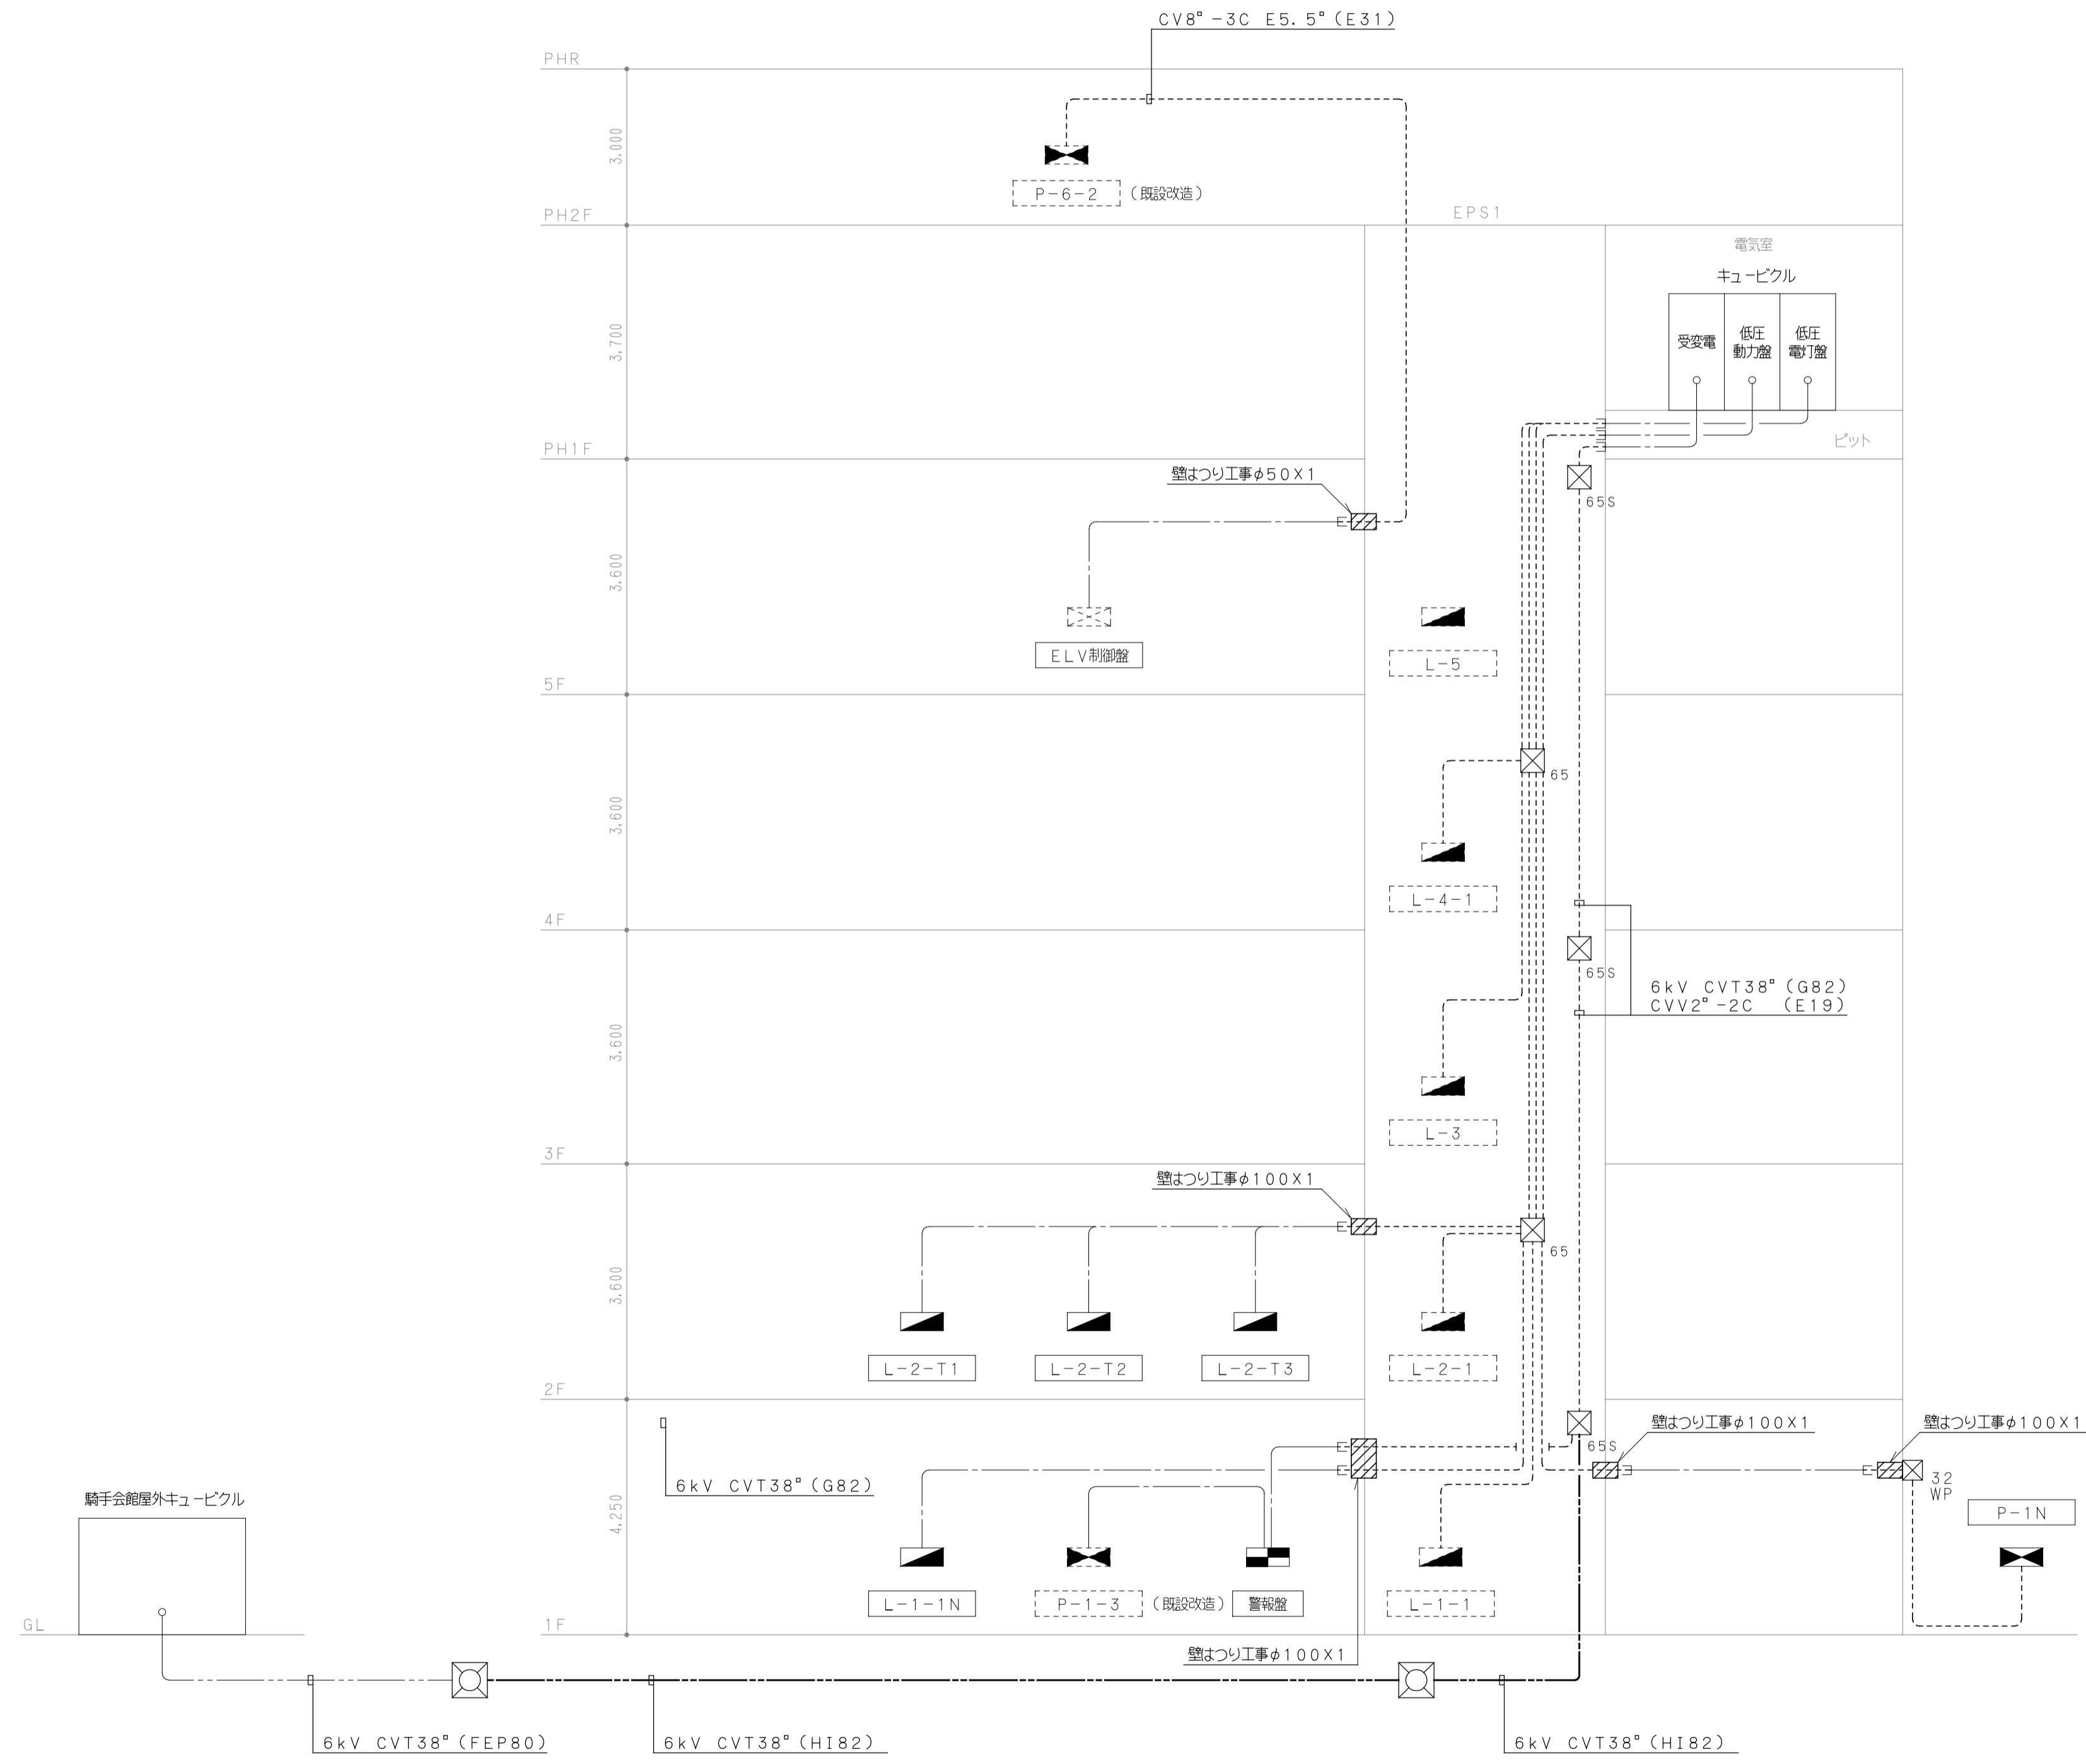 CV8□-3C E5.5□(E31)
PHR
3,000
P-6-2 (既設改造)
PH2F
EPS1
電気室
キュービクル
受変電
低圧
動力盤
低圧
電灯盤
3,700
ピット
PH1F
壁はつり工事φ50X1
65S
3,600
ELV制御盤
L-5
5F
65
3,600
L-4-1
4F
65S
6kV CVT38□(G82)
CVV2□-2C (E19)
3,600
L-3
3F
壁はつり工事φ100X1
65
3,600
L-2-T1
L-2-T2
L-2-T3
L-2-1
2F
壁はつり工事φ100X1
壁はつり工事φ100X1
65S
6kV CVT38□(G82)
32
WP
騎手会館屋外キュービクル
4,250
P-1N
L-1-1N
P-1-3 (既設改造)
警報盤
L-1-1
GL
1F
壁はつり工事φ100X1
6kV CVT38□(FEP80)
6kV CVT38□(HI82)
6kV CVT38□(HI82)